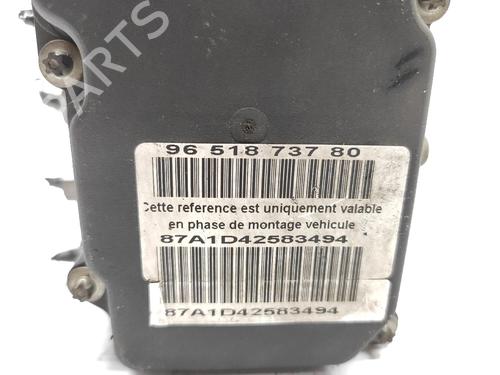 PARTS
96 518 737 80
Cette reference est uniquement valable
en phase de montage vehicule
87A1D42583494
87A1D42583494